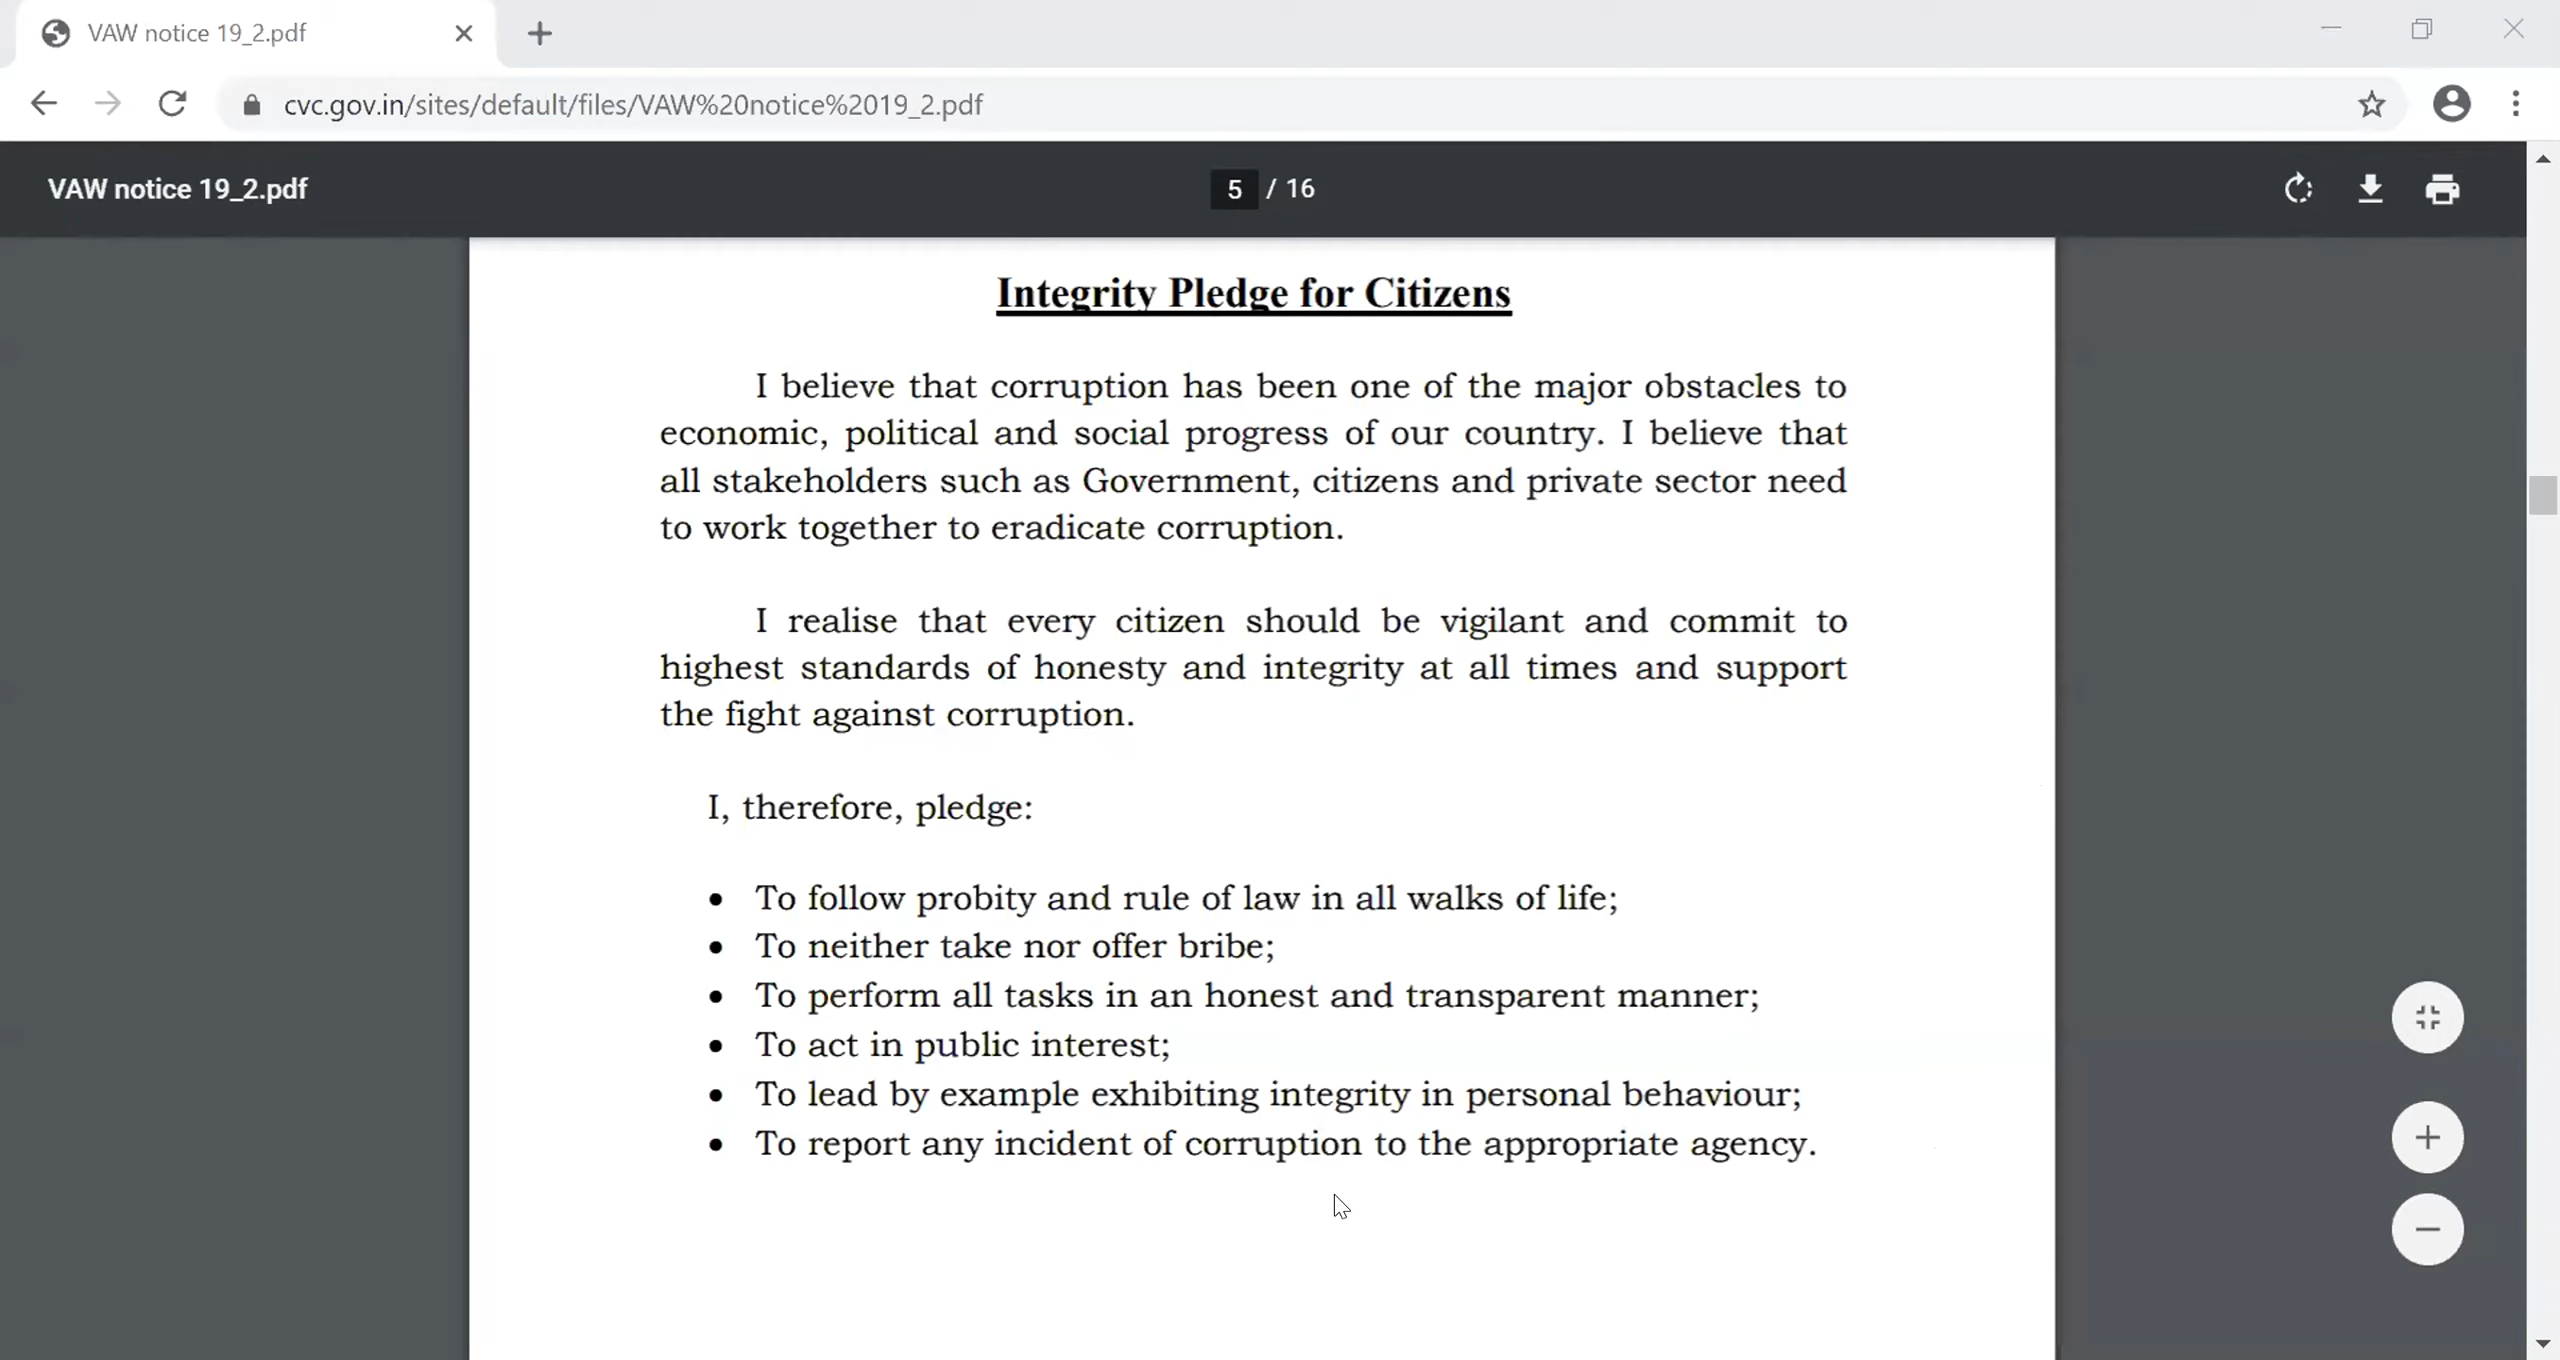 VAW notice 19_2.pdf
cvc.gov.in/sites/default/files/VAW%20notice%2019_2.pdf
VAW notice 19_2.pdf
5 / 16
Integrity Pledge for Citizens
I believe that corruption has been one of the major obstacles to
economic, political and social progress of our country. I believe that
all stakeholders such as Government, citizens and private sector need
to work together to eradicate corruption.
I realise that every citizen should be vigilant and commit to
highest standards of honesty and integrity at all times and support
the fight against corruption.
I, therefore, pledge:
• To follow probity and rule of law in all walks of life;
• To neither take nor offer bribe;
• To perform all tasks in an honest and transparent manner;
• To act in public interest;
• To lead by example exhibiting integrity in personal behaviour;
• To report any incident of corruption to the appropriate agency.